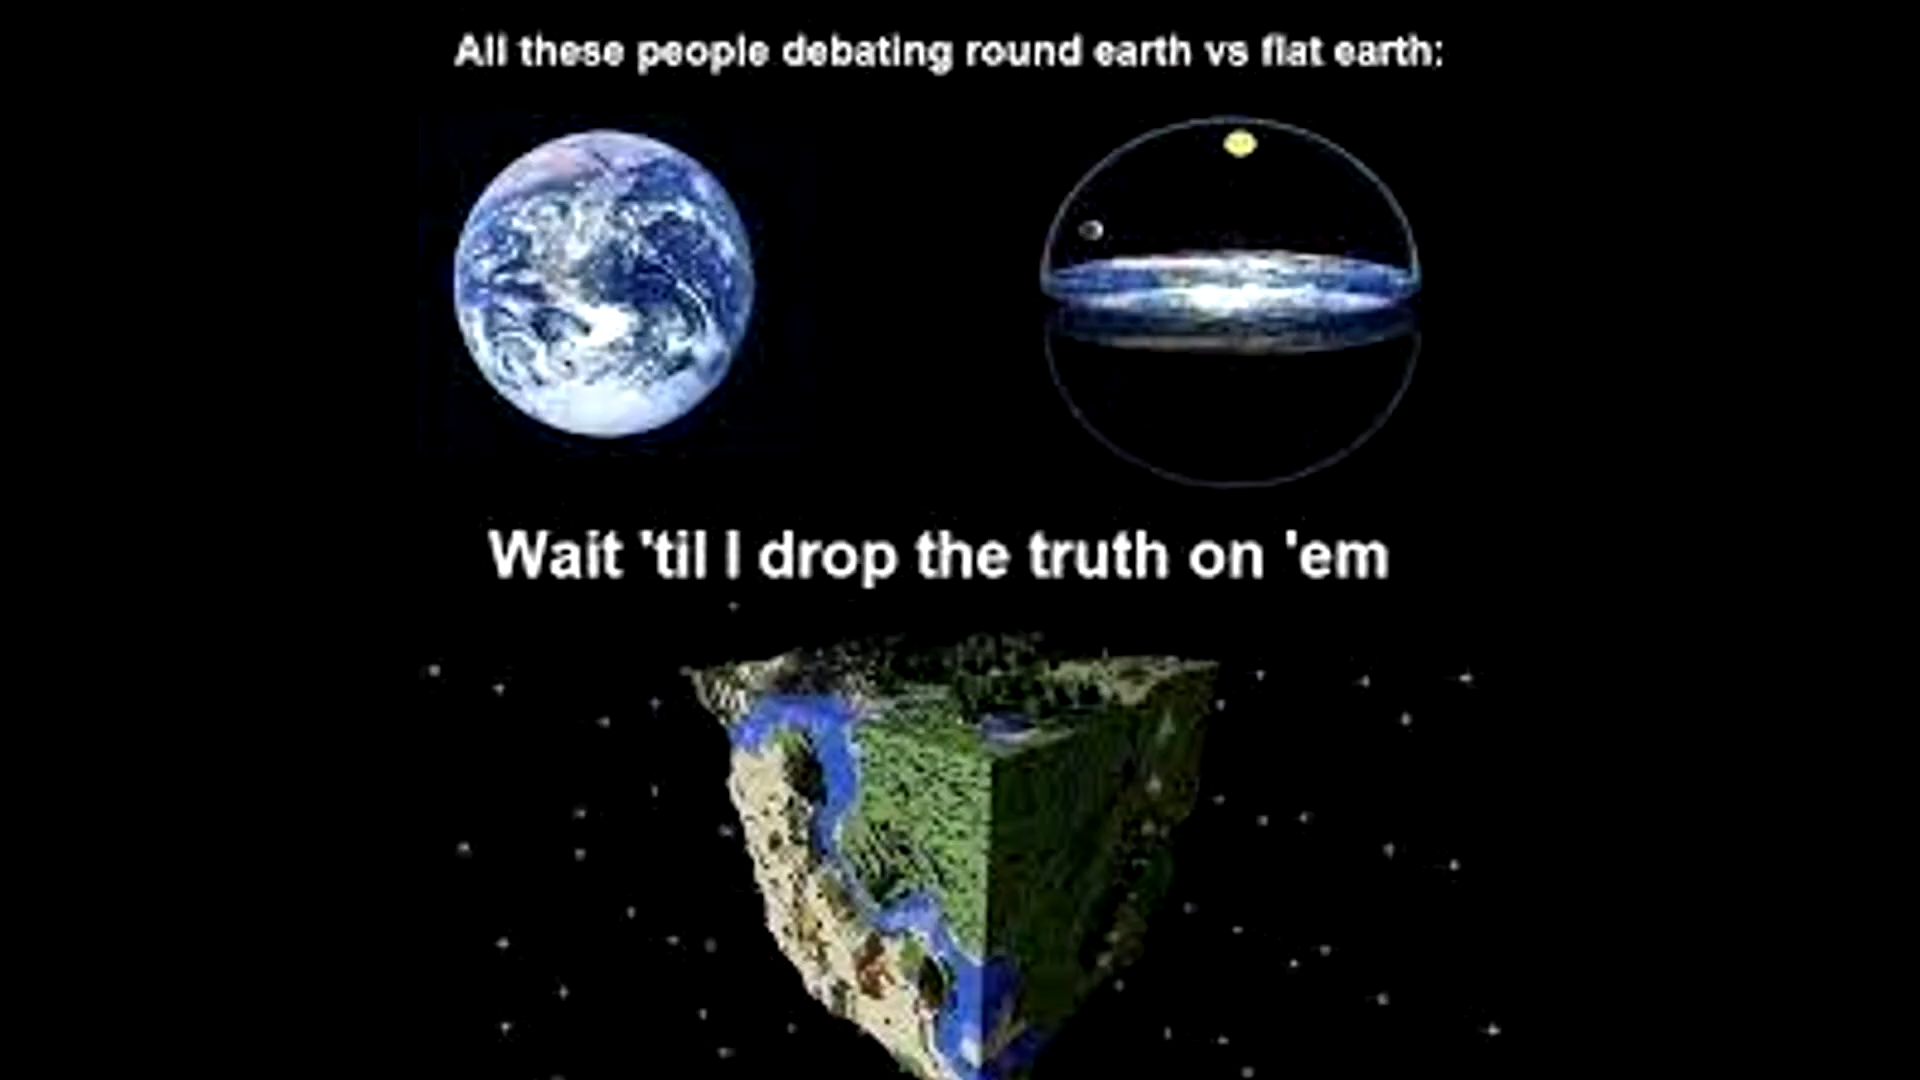 All these people debating round earth vs flat earth:
Wait 'til I drop the truth on 'em